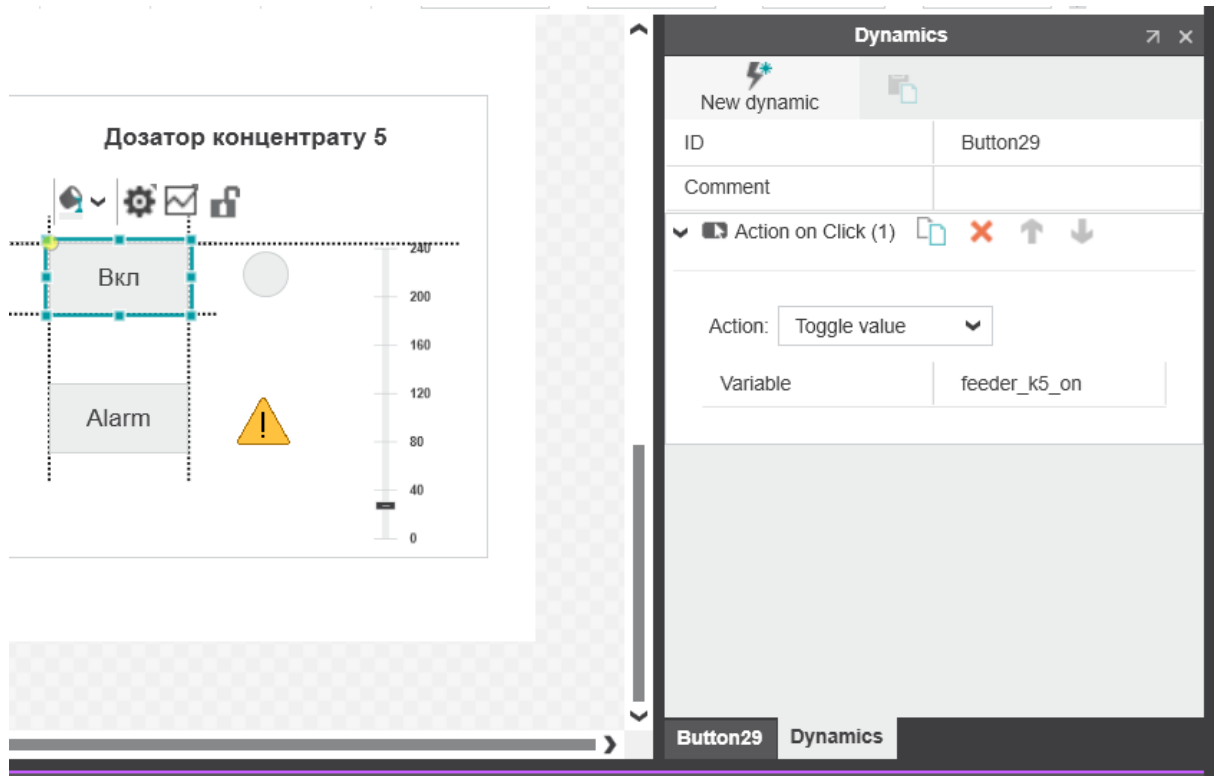 Dynamics
New dynamic
ID Button29
Comment
Action on Click (1)
Action: Toggle value
Variable feeder_k5_on
Дозатор концентрату 5
Вкл
Alarm
240
200
160
120
80
40
0
Button29 Dynamics